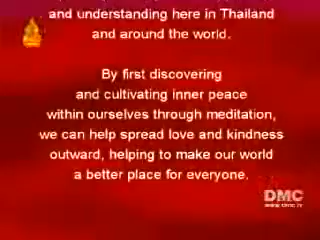 and understanding here in Thailand
and around the world.
By first discovering
and cultivating inner peace
within ourselves through meditation,
we can help spread love and kindness
outward, helping to make our world
a better place for everyone.
DMC